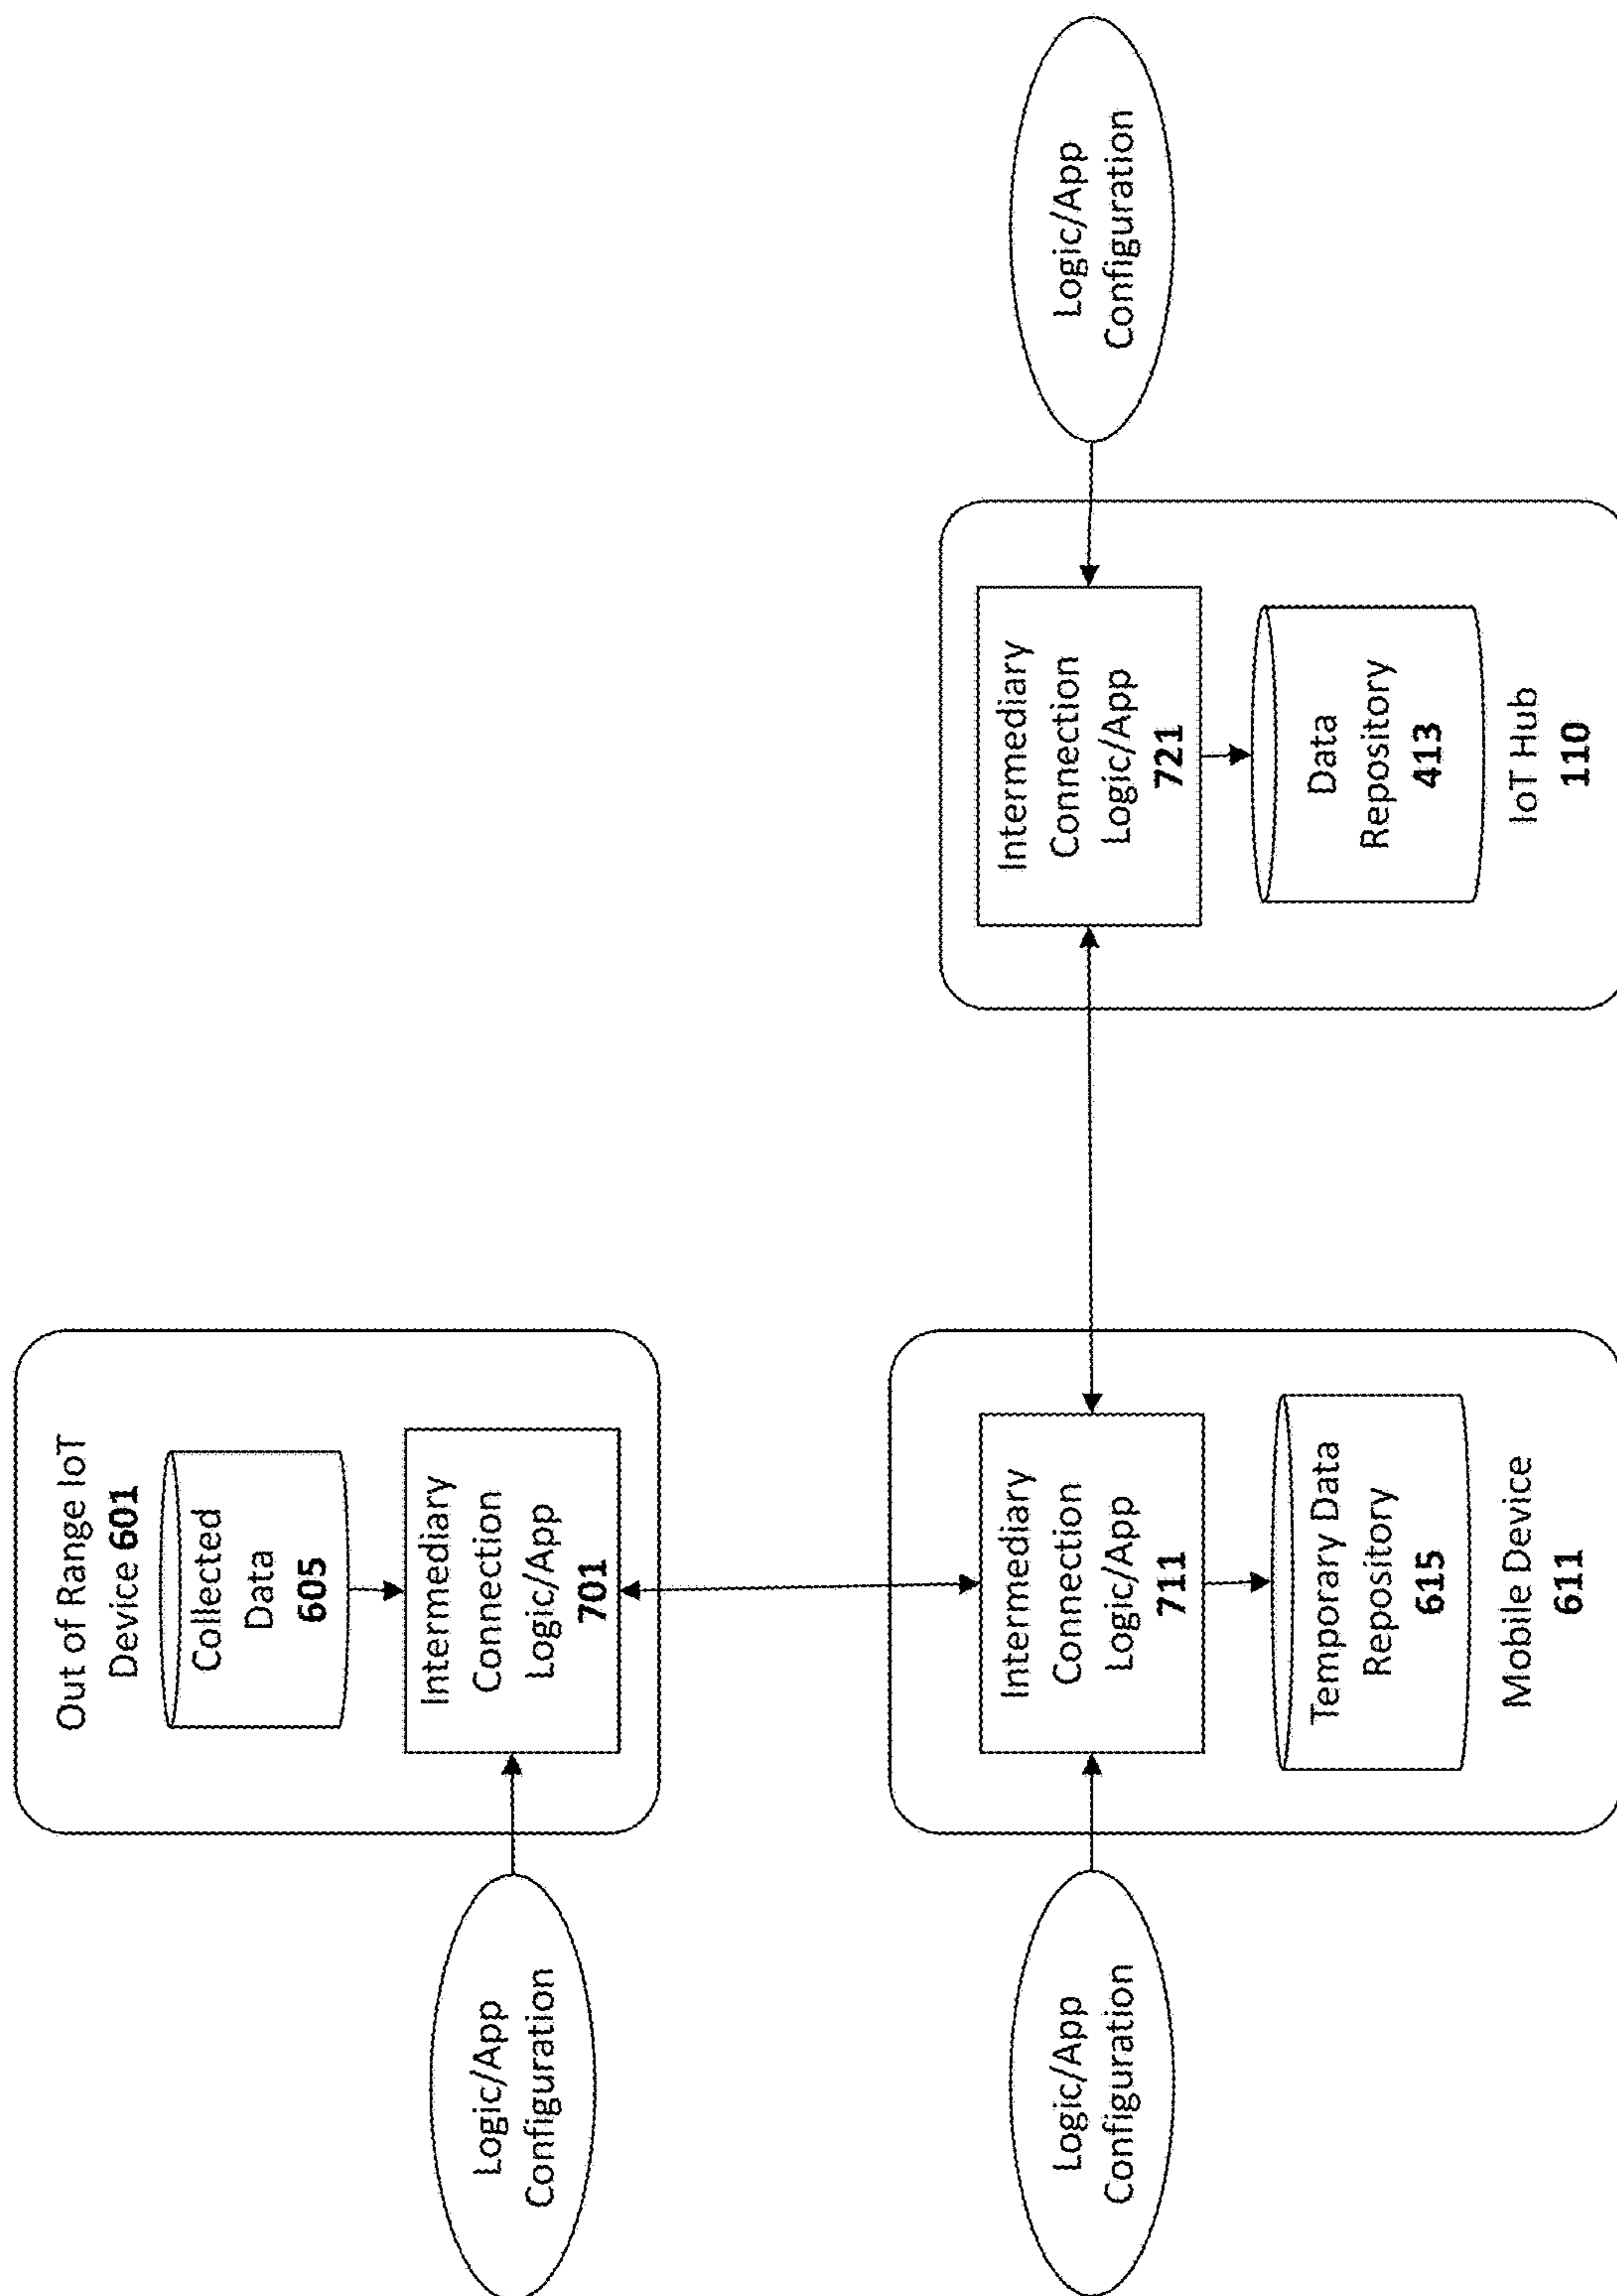 Out of Range IoT
Device 601
Collected
Data
605
Intermediary
Connection
Logic/App
701
Logic/App
Configuration
Logic/App
Configuration
Intermediary
Connection
Logic/App
711
Temporary Data
Repository
615
Mobile Device
611
Intermediary
Connection
Logic/App
721
Data
Repository
413
IoT Hub
110
Logic/App
Configuration